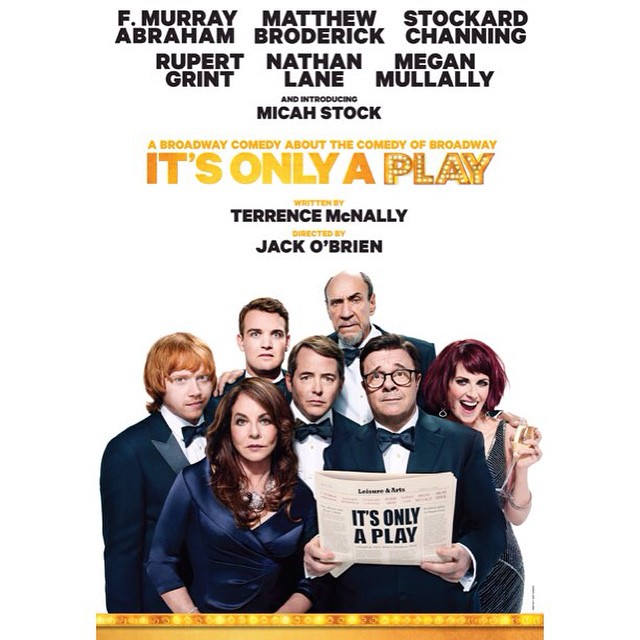 F. MURRAY MATTHEW STOCKARD
ABRAHAM BRODERICK CHANNING
RUPERT NATHAN MEGAN
GRINT LANE MULLALLY
AND INTRODUCING
MICAH STOCK
A BROADWAY COMEDY ABOUT THE COMEDY OF BROADWAY
IT'S ONLY A PLAY
WRITTEN BY
TERRENCE McNALLY
DIRECTED BY
JACK O'BRIEN
Leisure & Arts
IT'S ONLY
A PLAY